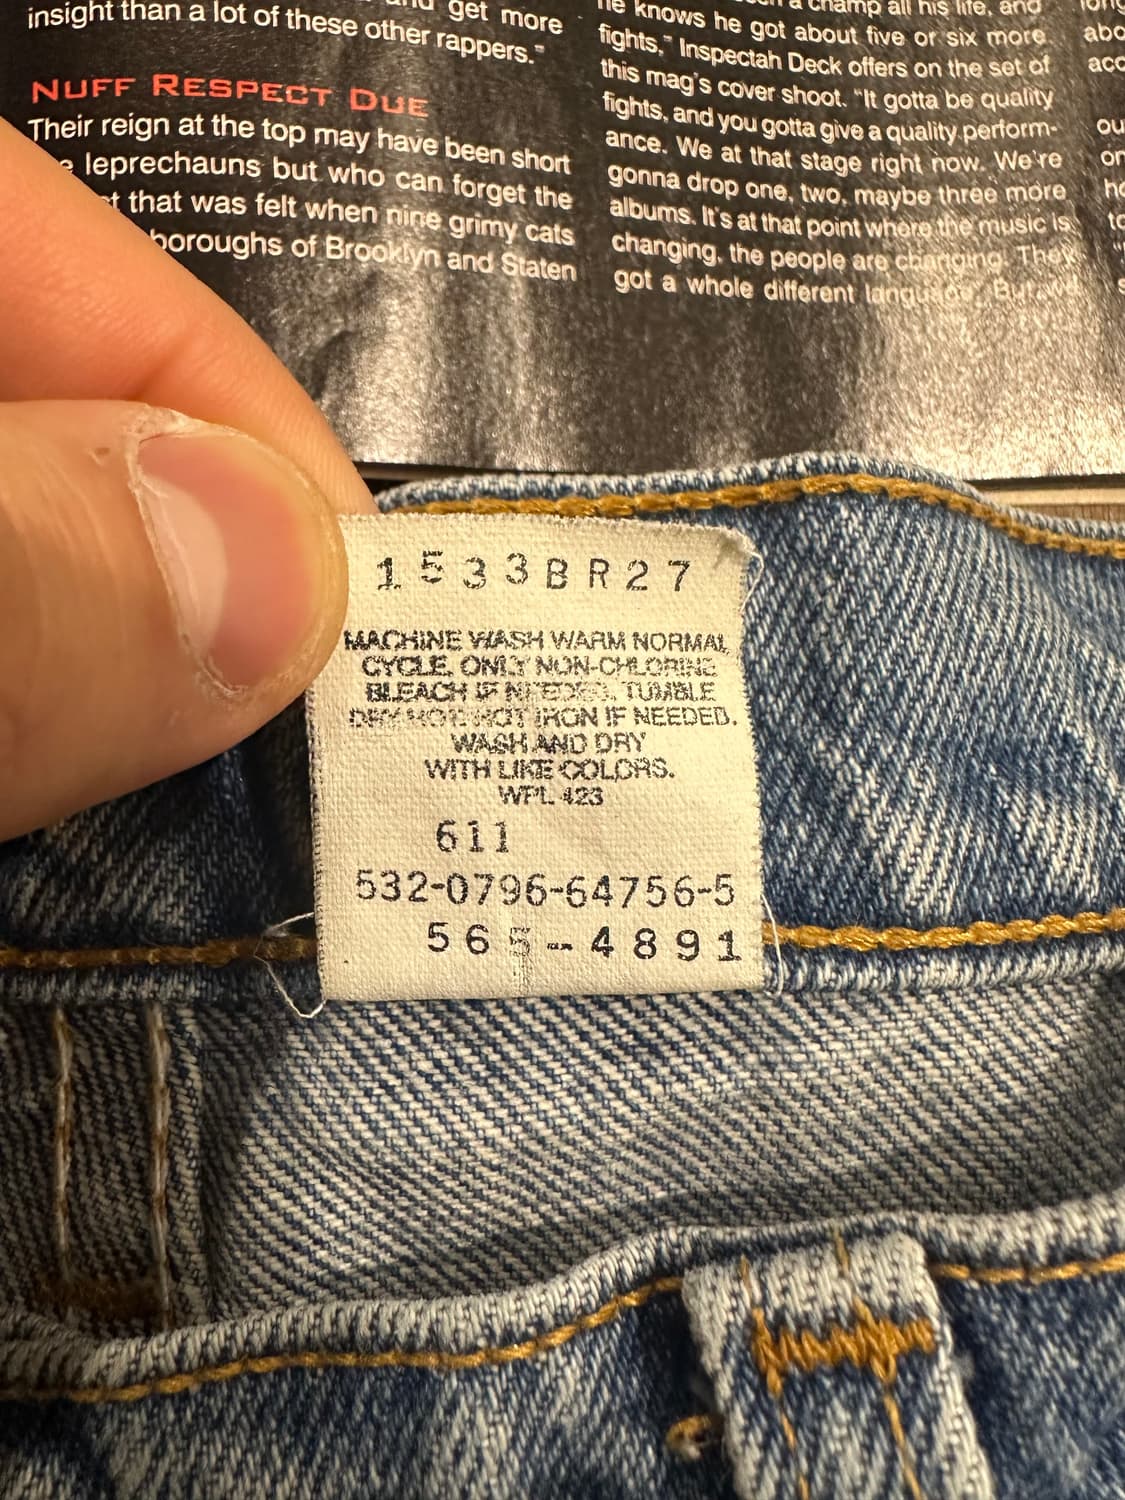 insight than a lot of these other rappers."
NUFF RESPECT DUE
Their reign at the top may have been short
leprechauns but who can forget the
that was felt when nine grimy cats
boroughs of Brooklyn and Staten
he knows he got about five or six more
fights," Inspectah Deck offers on the set of
this mag's cover shoot. "It gotta be quality
fights, and you gotta give a quality perform-
ance. We at that stage right now. We're
gonna drop one, two, maybe three more
albums. It's at that point where the music is
changing, the people are changing. They
got a whole different language. But we
1533BR27
MACHINE WASH WARM NORMAL
CYCLE. ONLY NON-CHLORINE
BLEACH IF NEEDED. TUMBLE
DRY HOT. HOT IRON IF NEEDED.
WASH AND DRY
WITH LIKE COLORS.
WPL 423
611
532-0796-64756-5
565-4891